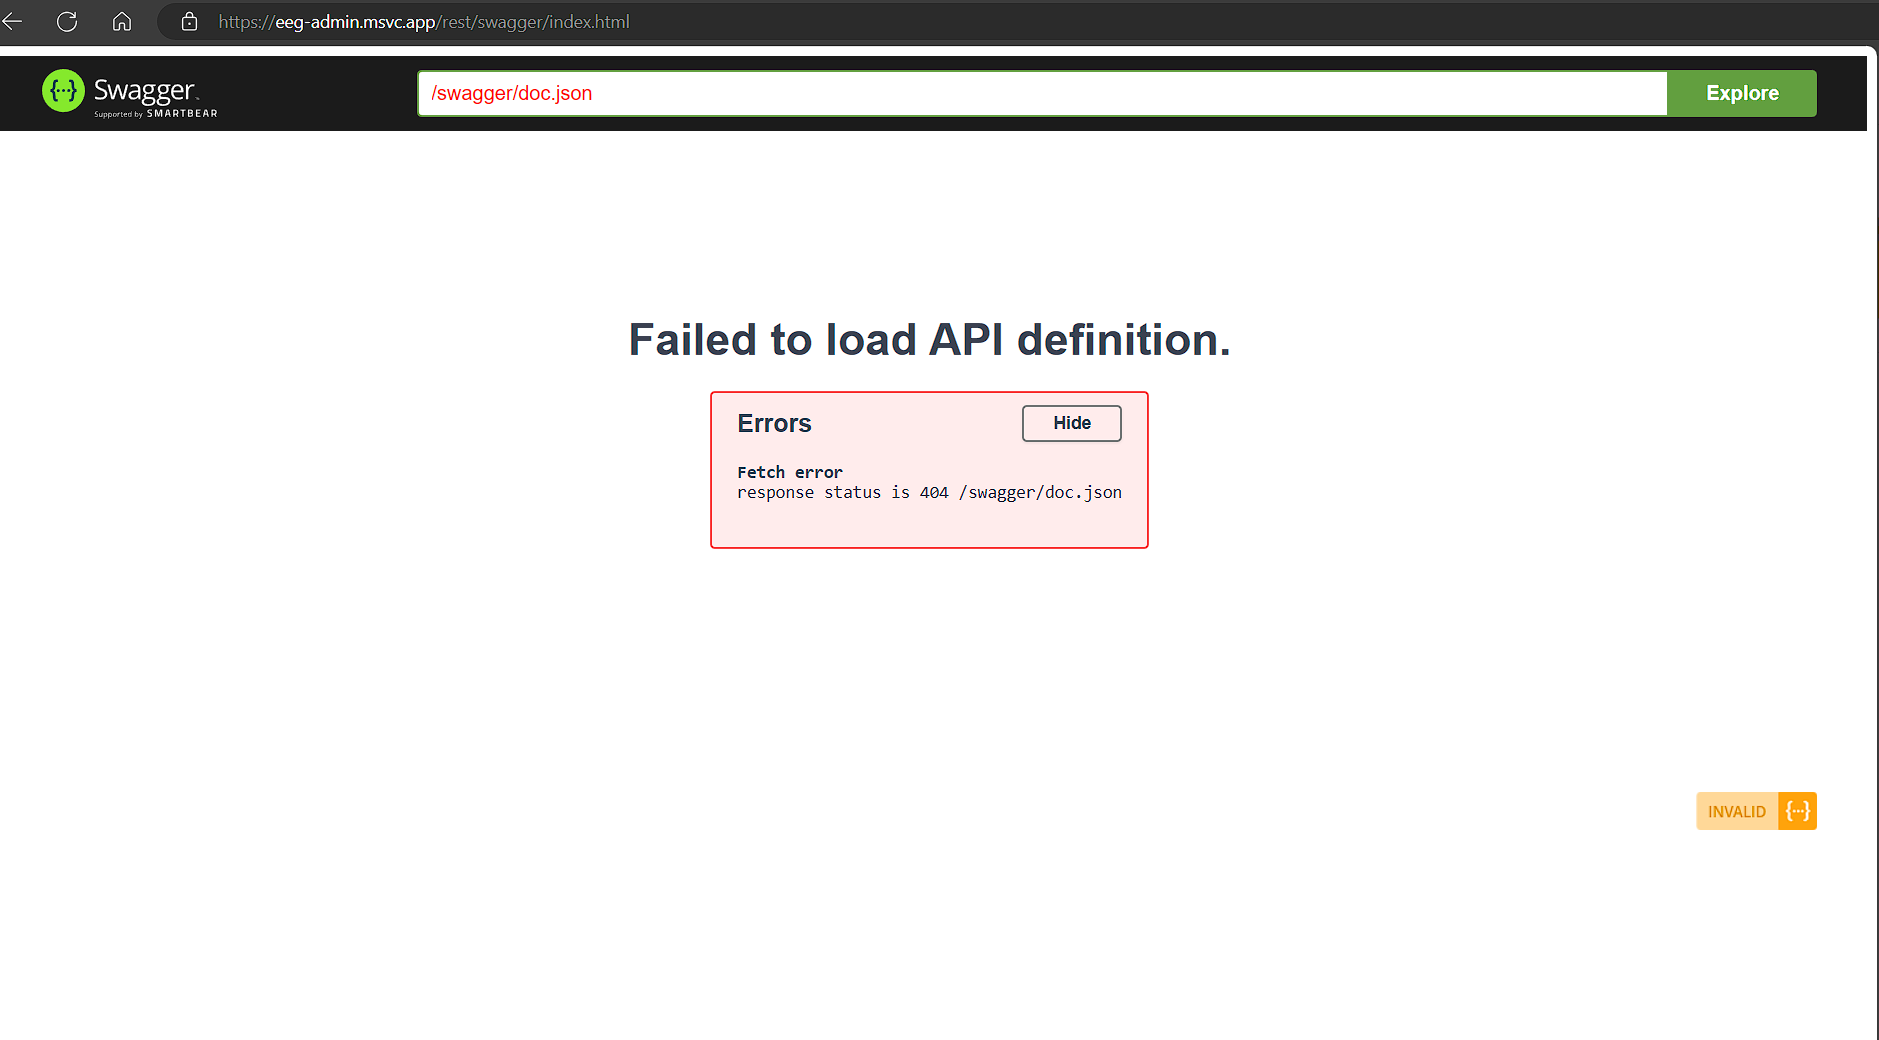 https://eeg-admin.msvc.app/rest/swagger/index.html
{...} Swagger™
Supported by SMARTBEAR
/swagger/doc.json
Explore
Failed to load API definition.
Errors
Hide
Fetch error
response status is 404 /swagger/doc.json
INVALID {...}